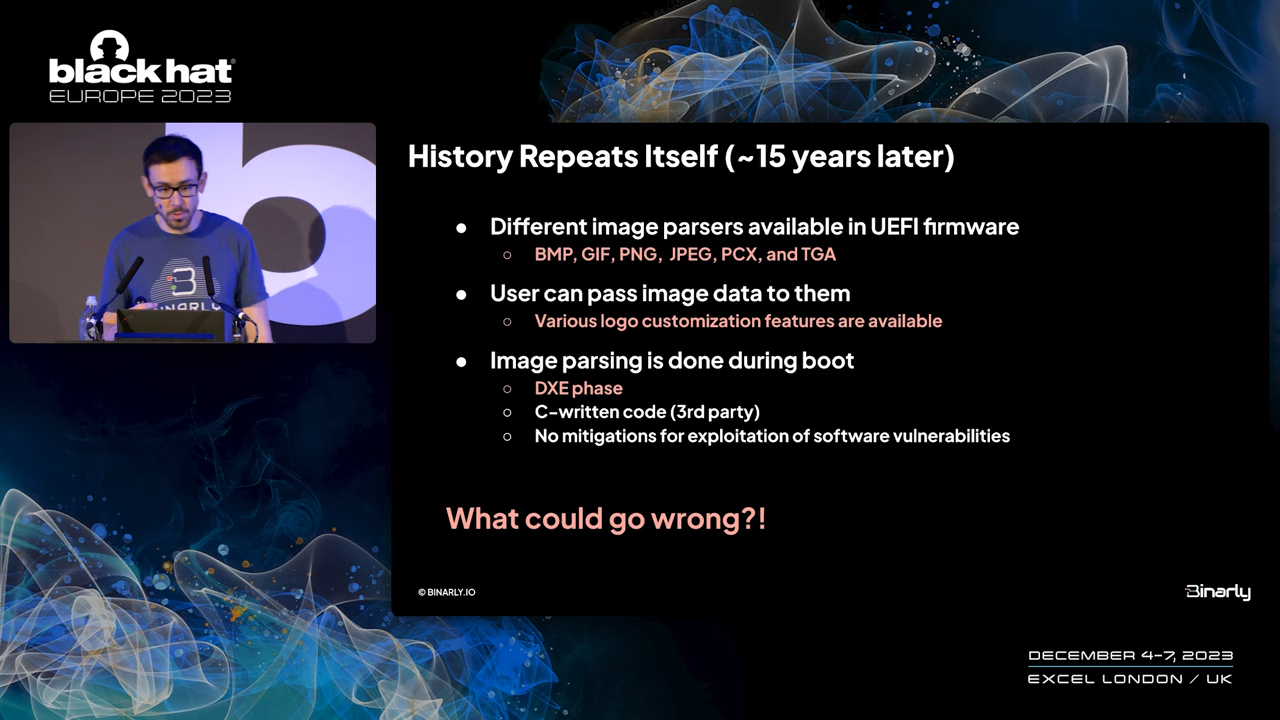 black hat
EUROPE 2023
BINARLY
History Repeats Itself (~15 years later)
● Different image parsers available in UEFI firmware
○ BMP, GIF, PNG, JPEG, PCX, and TGA
● User can pass image data to them
○ Various logo customization features are available
● Image parsing is done during boot
○ DXE phase
○ C-written code (3rd party)
○ No mitigations for exploitation of software vulnerabilities
What could go wrong?!
© BINARLY.IO
Binarly
DECEMBER 4-7, 2023
EXCEL LONDON / UK